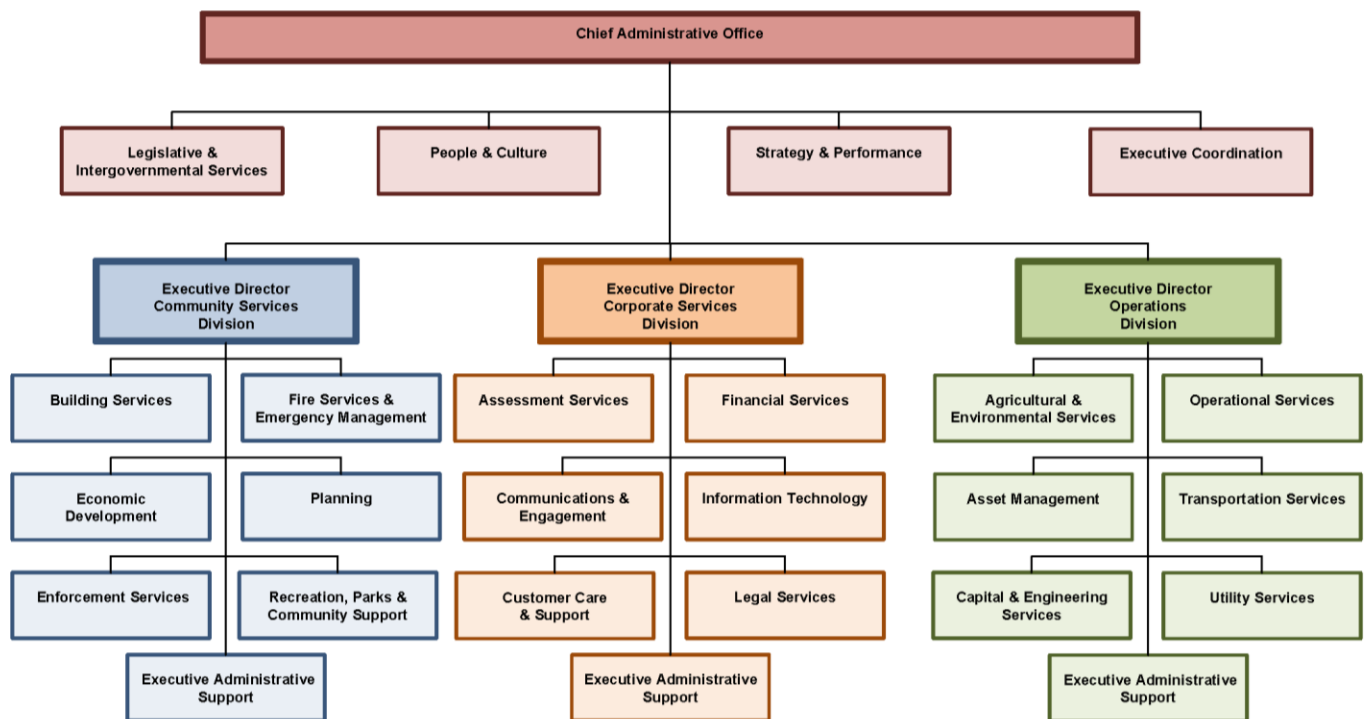 Chief Administrative Office
Legislative &
Intergovernmental Services
People & Culture
Strategy & Performance
Executive Coordination
Executive Director
Community Services
Division
Executive Director
Corporate Services
Division
Executive Director
Operations
Division
Building Services
Fire Services &
Emergency Management
Assessment Services
Financial Services
Agricultural &
Environmental Services
Operational Services
Economic
Development
Planning
Communications &
Engagement
Information Technology
Asset Management
Transportation Services
Enforcement Services
Recreation, Parks &
Community Support
Customer Care
& Support
Legal Services
Capital & Engineering
Services
Utility Services
Executive Administrative
Support
Executive Administrative
Support
Executive Administrative
Support